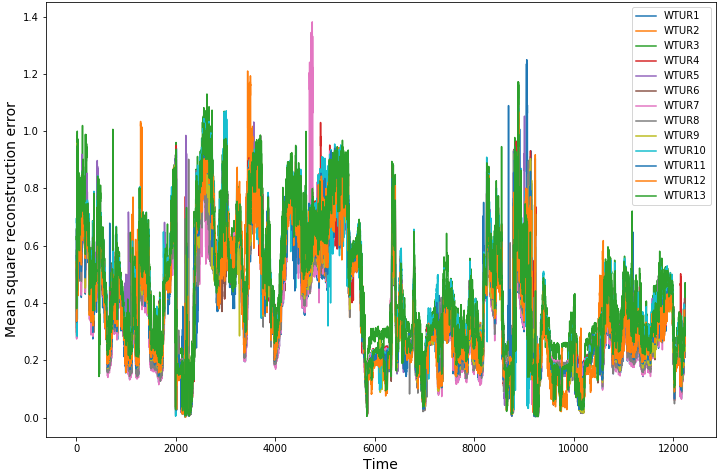 1.4
1.2
1.0
0.8
0.6
0.4
0.2
0.0
Mean square reconstruction error
0
2000
4000
6000
8000
10000
12000
Time
WTUR1
WTUR2
WTUR3
WTUR4
WTUR5
WTUR6
WTUR7
WTUR8
WTUR9
WTUR10
WTUR11
WTUR12
WTUR13